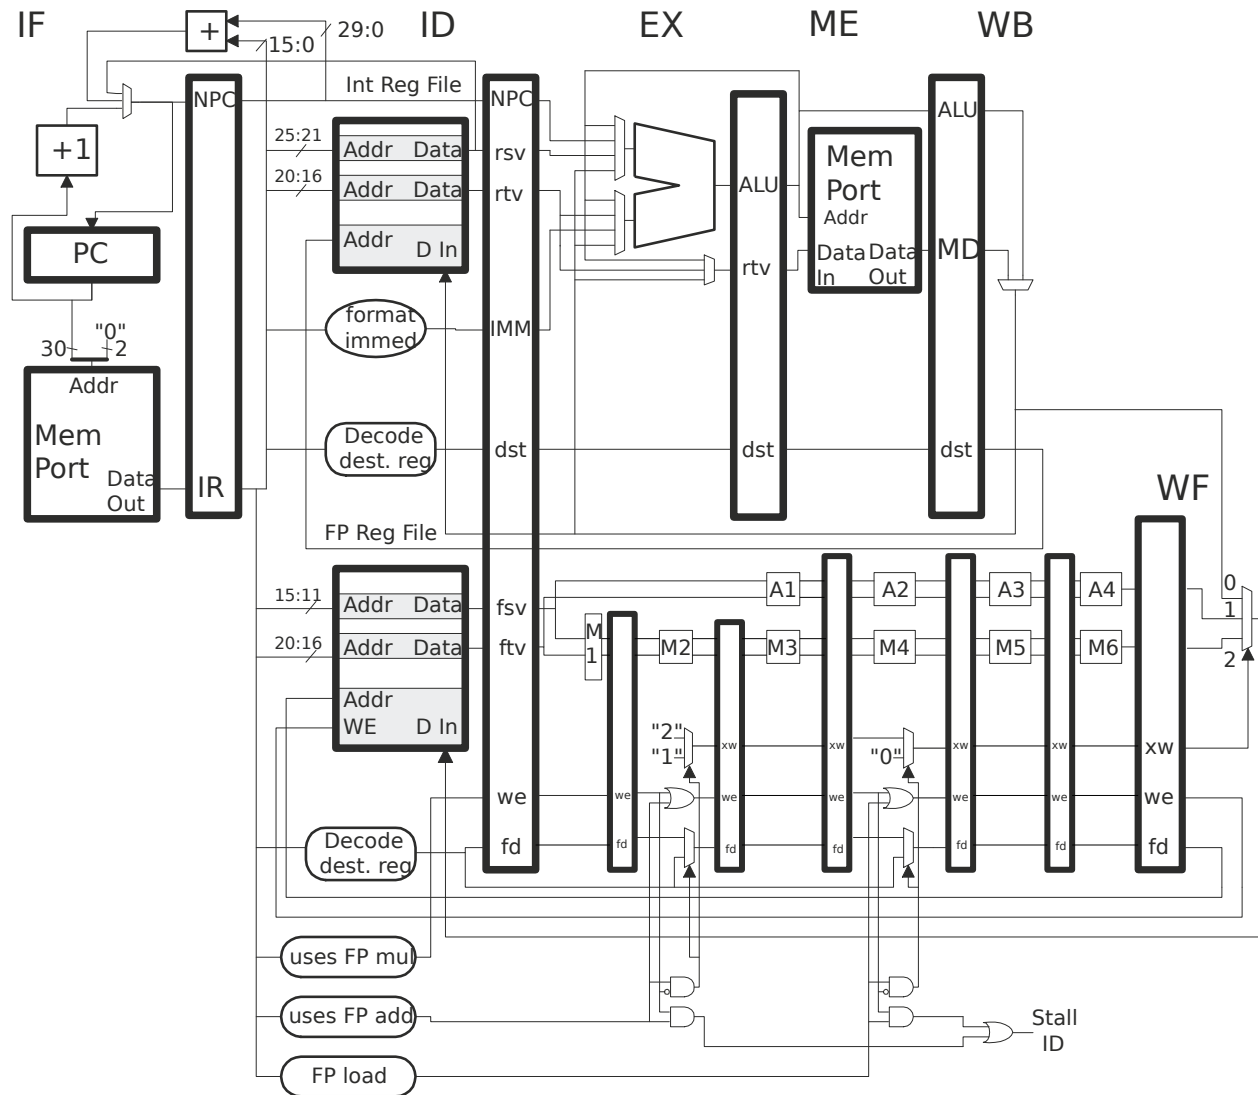 IF
ID
EX
ME
WB
+
29:0
15:0
Int Reg File
NPC
NPC
ALU
+1
25:21
Addr
Data
rsv
20:16
Addr
Data
rtv
ALU
Mem
Port
Addr
PC
Addr
D In
rtv
Data
In
Data
Out
MD
format
immed
IMM
"0"
30
2
Addr
Mem
Port
Data
Out
IR
Decode
dest. reg
dst
dst
dst
WF
FP Reg File
15:11
Addr
Data
fsv
A1
A2
A3
A4
0
1
2
20:16
Addr
Data
ftv
M
1
M2
M3
M4
M5
M6
Addr
WE
D In
"2"
"1"
xw
xw
"0"
xw
xw
xw
we
we
we
we
we
we
we
Decode
dest. reg
fd
fd
fd
fd
fd
fd
fd
uses FP mul
uses FP add
Stall
ID
FP load